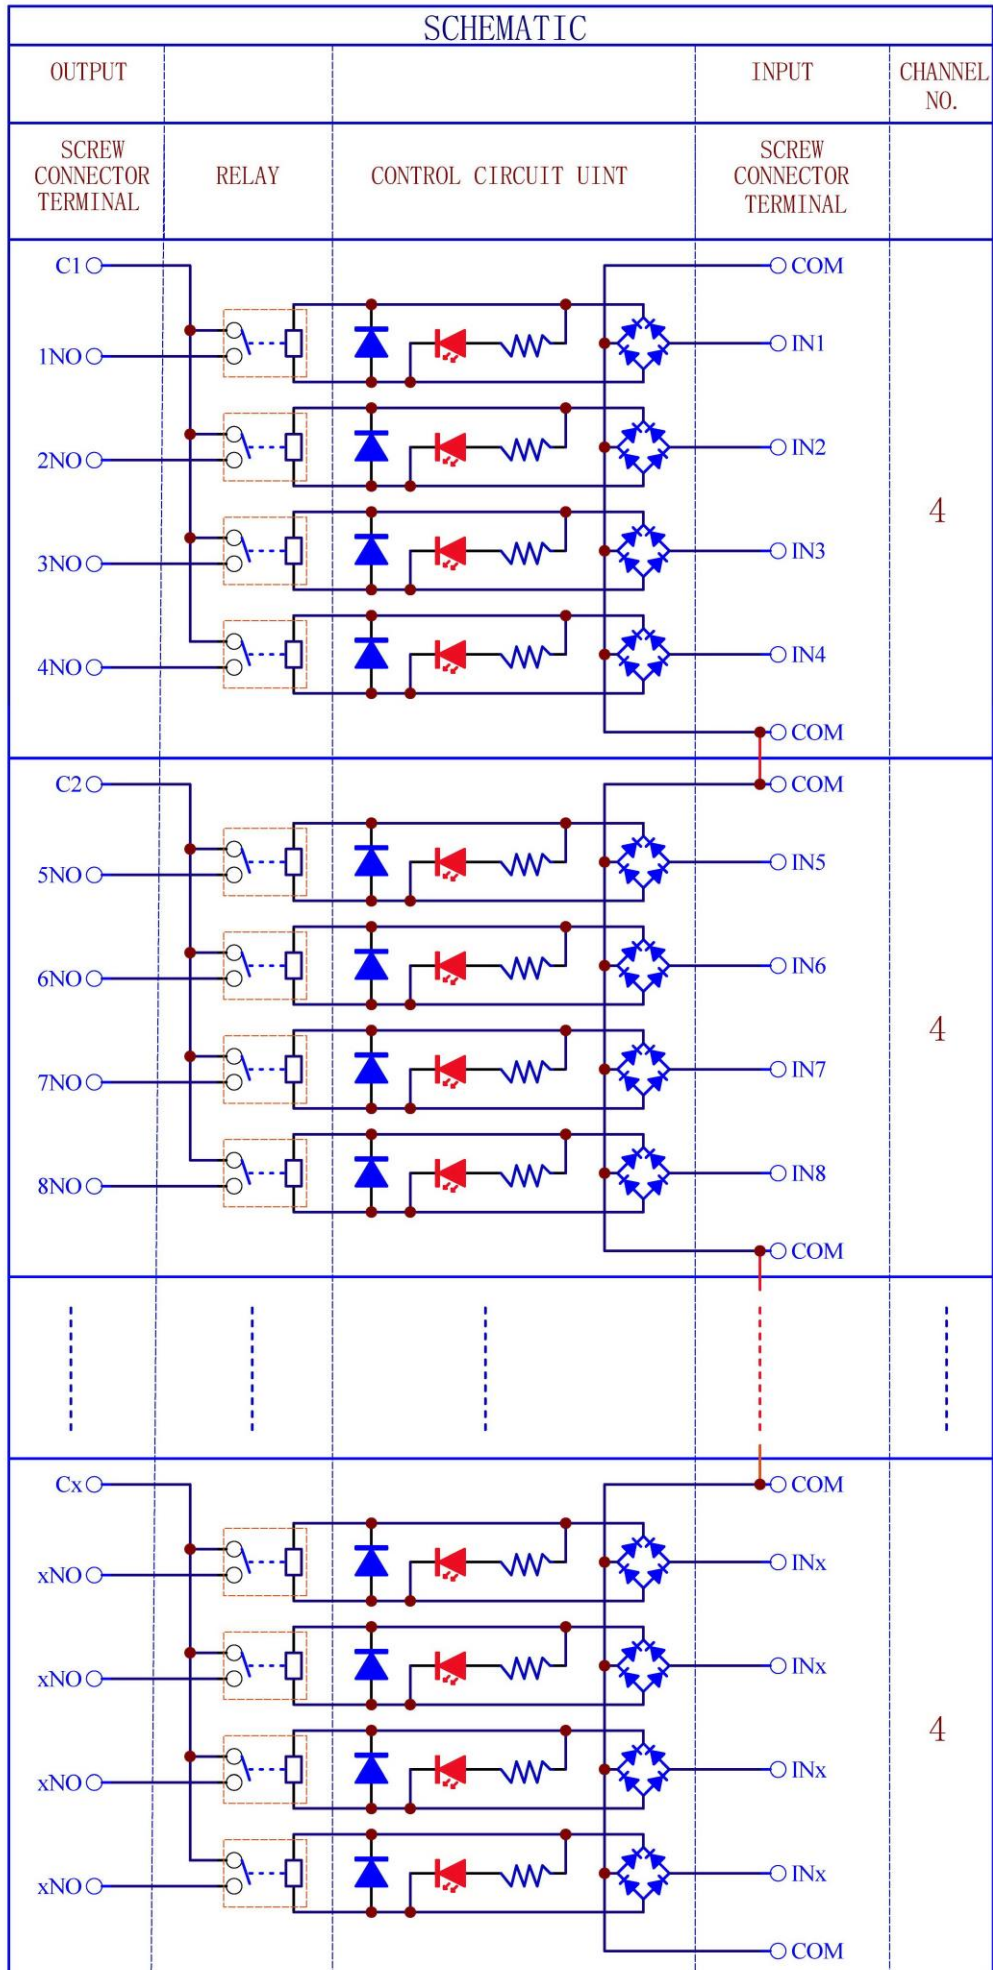 SCHEMATIC
OUTPUT
INPUT
CHANNEL
NO.
SCREW
CONNECTOR
TERMINAL
RELAY
CONTROL CIRCUIT UINT
SCREW
CONNECTOR
TERMINAL
C1
COM
1NO
IN1
2NO
IN2
3NO
IN3
4
4NO
IN4
COM
C2
COM
5NO
IN5
6NO
IN6
7NO
IN7
4
8NO
IN8
COM
Cx
COM
xNO
INx
xNO
INx
xNO
INx
4
xNO
INx
COM